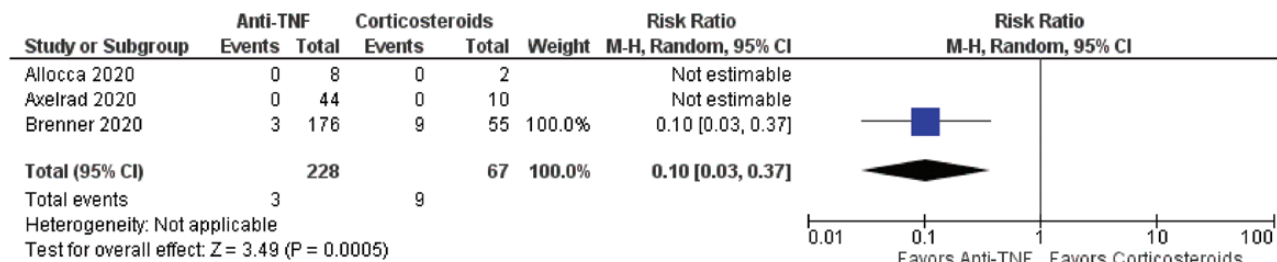 Anti-TNF Corticosteroids Risk Ratio Risk Ratio
Study or Subgroup Events Total Events Total Weight M-H, Random, 95% CI M-H, Random, 95% CI
Allocca 2020 0 8 0 2 Not estimable
Axelrad 2020 0 44 0 10 Not estimable
Brenner 2020 3 176 9 55 100.0% 0.10 [0.03, 0.37]
Total (95% CI) 228 67 100.0% 0.10 [0.03, 0.37]
Total events 3 9
Heterogeneity: Not applicable
Test for overall effect: Z = 3.49 (P = 0.0005)
0.01 0.1 1 10 100
Favors Anti-TNF Favors Corticosteroids